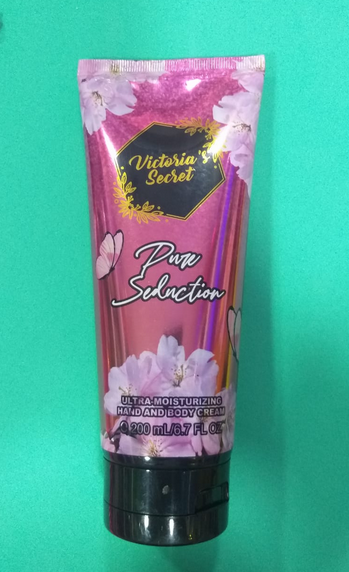 Victoria's
Secret
Pure
Seduction
ULTRA-MOISTURIZING
HAND AND BODY CREAM
℮ 200 mL/6.7 FL OZ